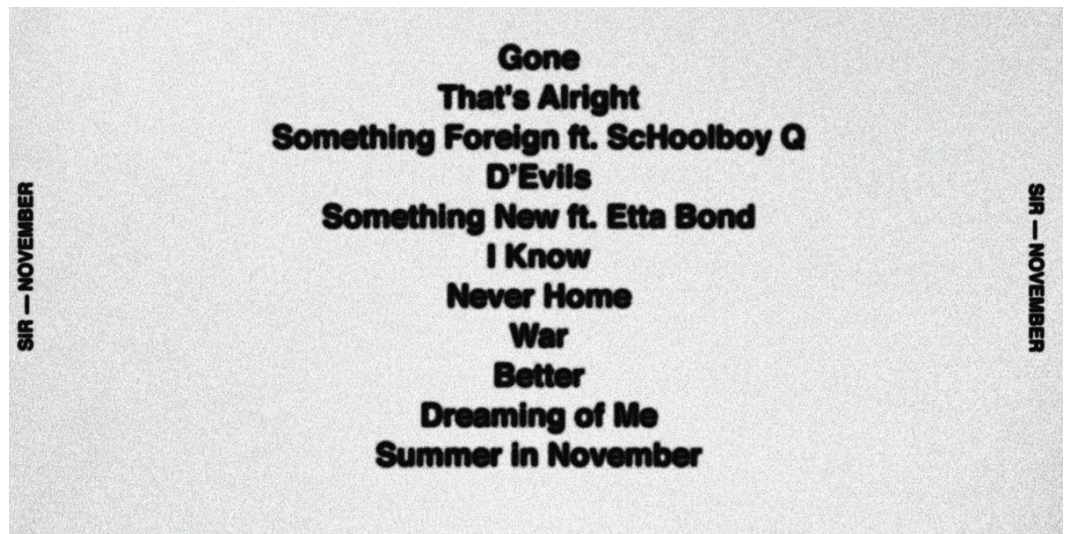 Gone
That's Alright
Something Foreign ft. ScHoolboy Q
D'Evils
Something New ft. Etta Bond
I Know
Never Home
War
Better
Dreaming of Me
Summer in November
SIR — NOVEMBER
SIR — NOVEMBER